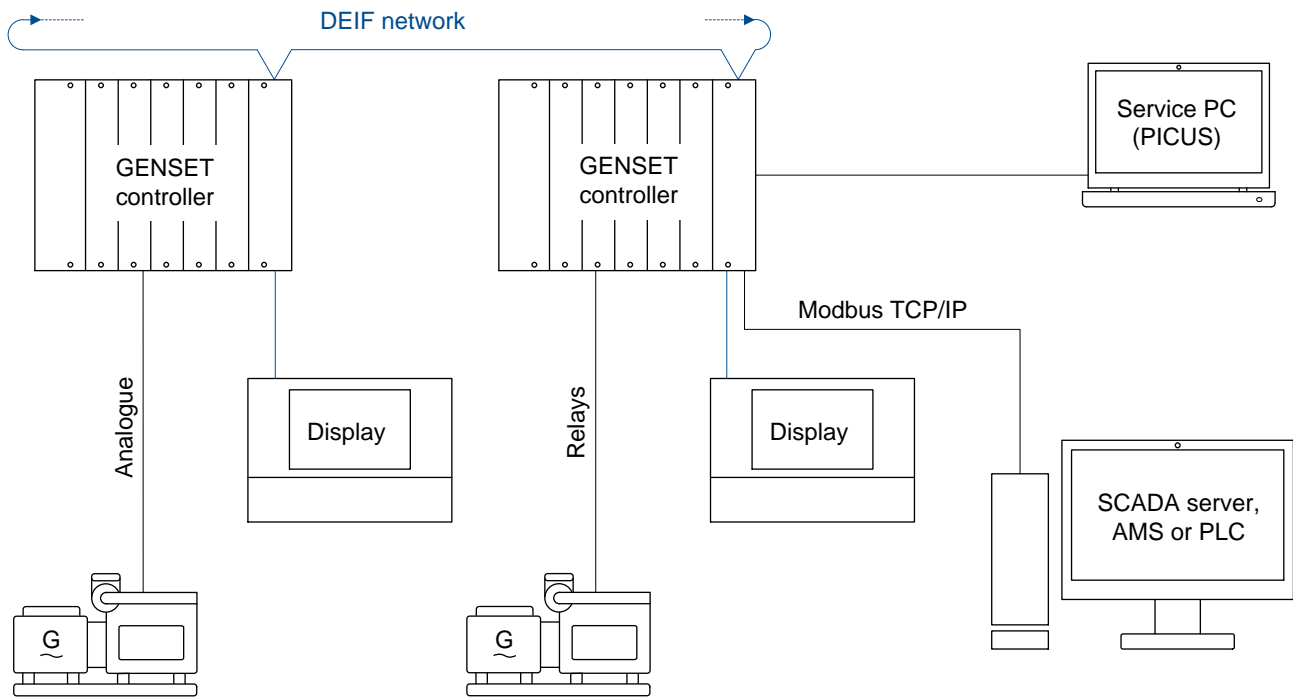 DEIF network
GENSET
controller
GENSET
controller
Service PC
(PICUS)
Modbus TCP/IP
Analogue
Display
Relays
Display
SCADA server,
AMS or PLC
G
G